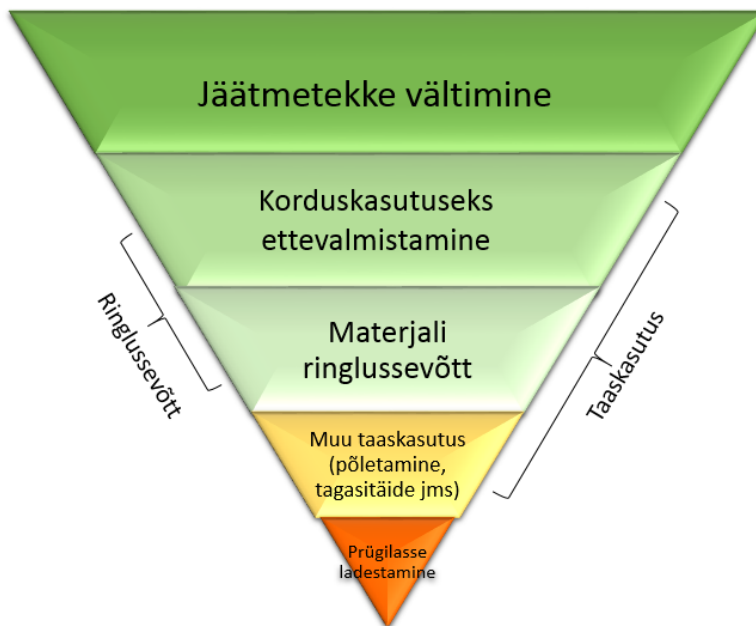 Jäätmetekke vältimine
Korduskasutuseks
ettevalmistamine
Ringlussevõtt
Materjali
ringlussevõtt
Taaskasutus
Muu taaskasutus
(põletamine,
tagasitäide jms)
Prügilasse
ladestamine